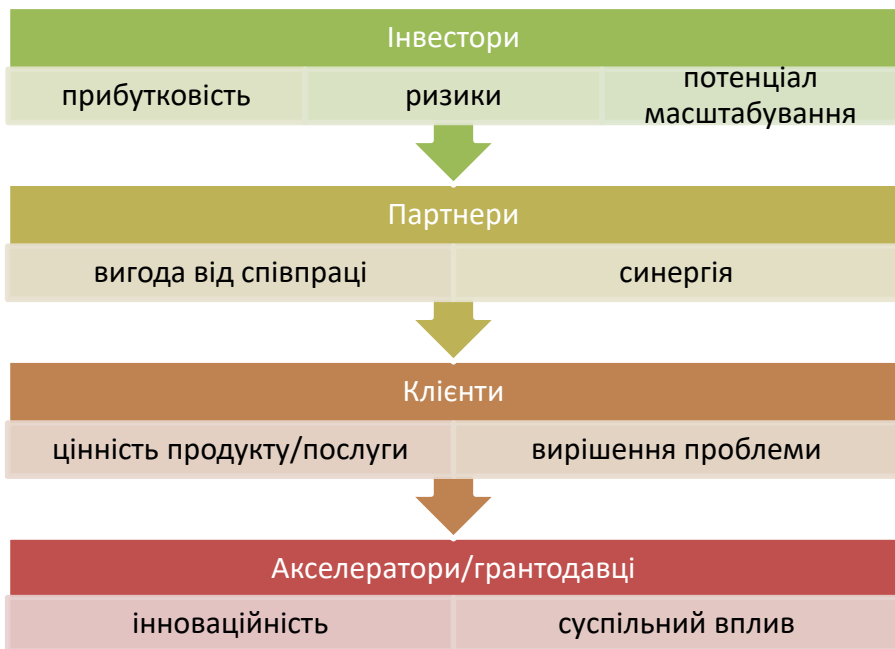 Інвестори
прибутковість
ризики
потенціал
масштабування
Партнери
вигода від співпраці
синергія
Клієнти
цінність продукту/послуги
вирішення проблеми
Акселератори/грантодавці
інноваційність
суспільний вплив